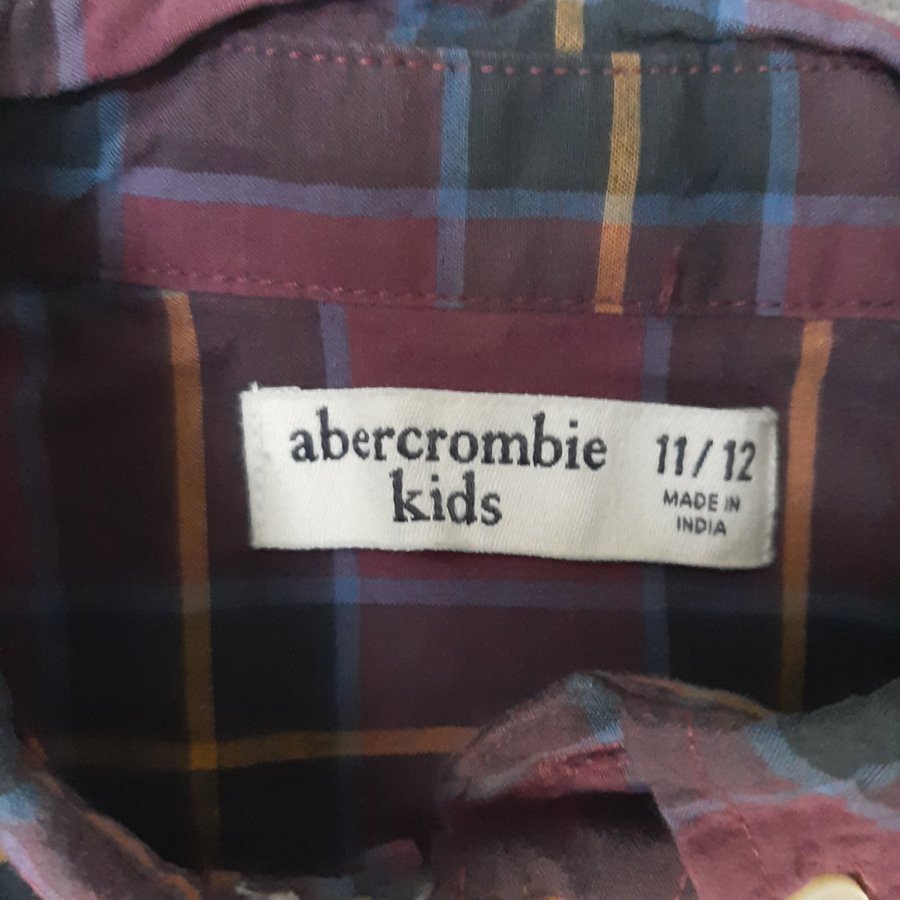 abercrombie
kids
11/12
MADE IN
INDIA